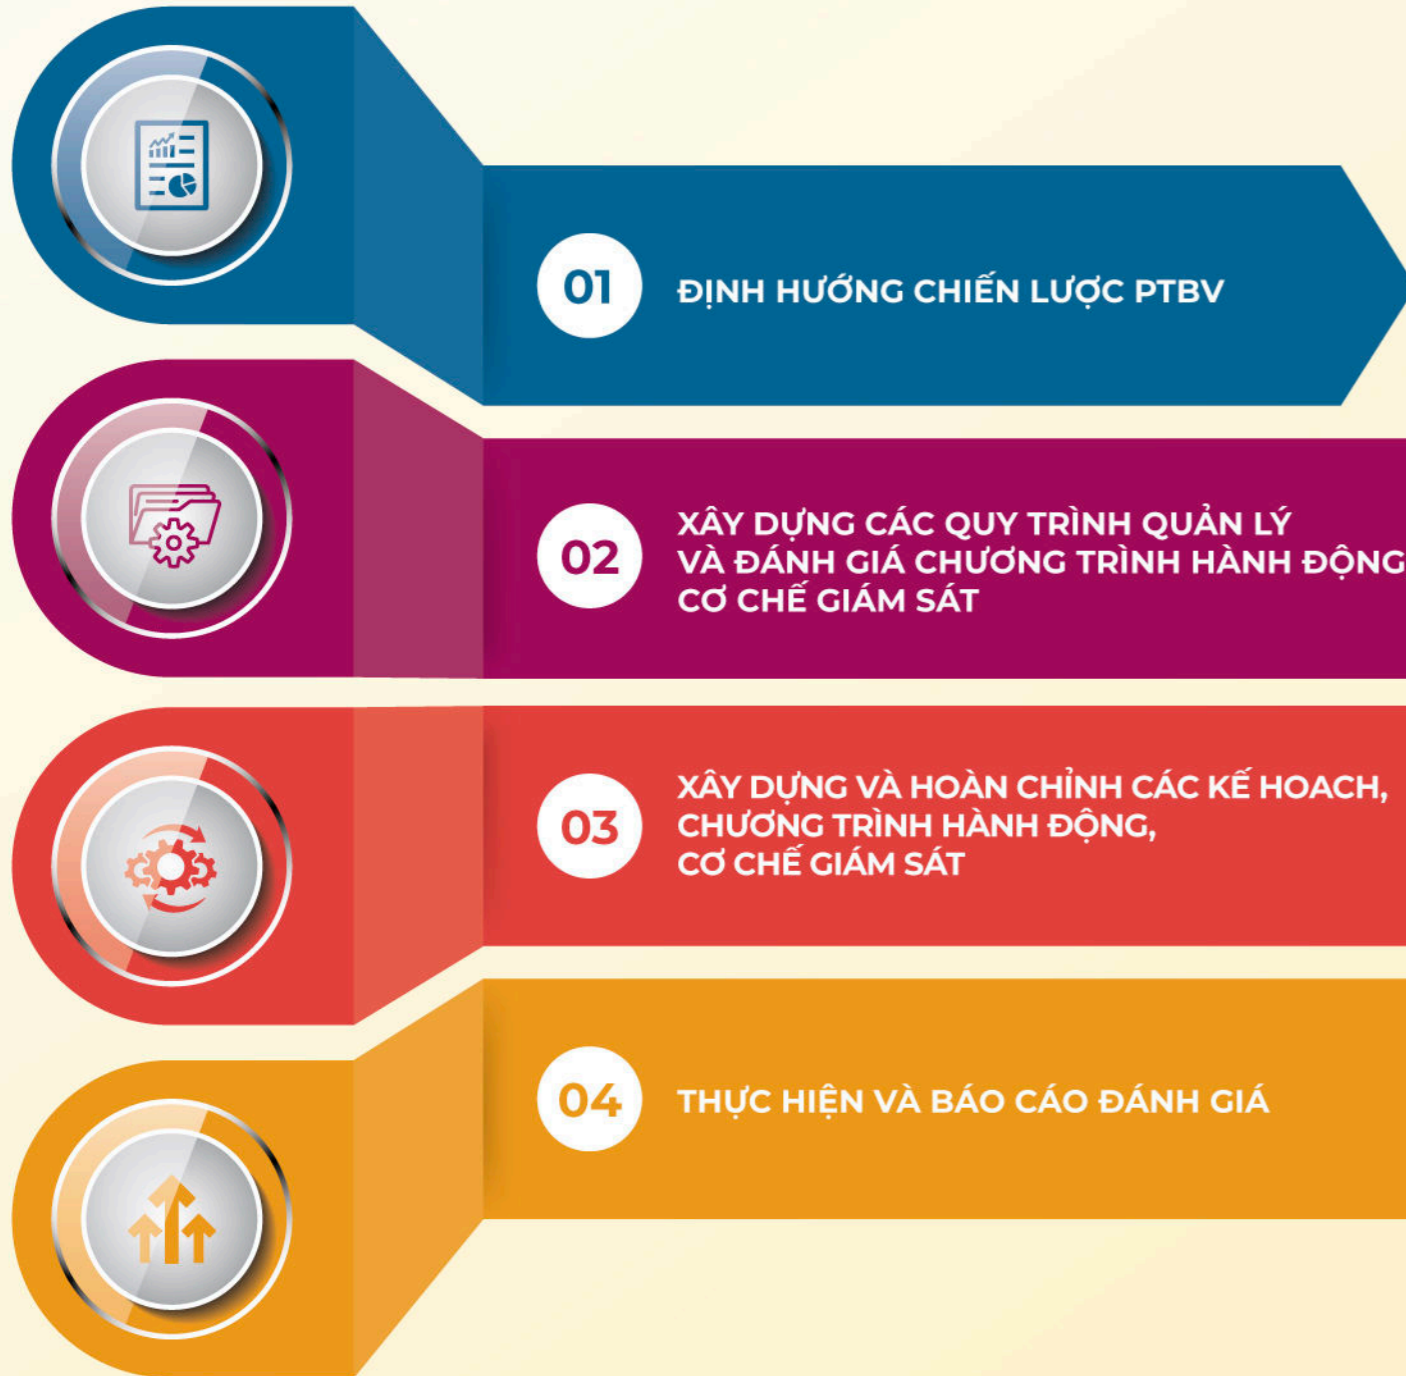 01
ĐỊNH HƯỚNG CHIẾN LƯỢC PTBV
02
XÂY DỰNG CÁC QUY TRÌNH QUẢN LÝ
VÀ ĐÁNH GIÁ CHƯƠNG TRÌNH HÀNH ĐỘNG
CƠ CHẾ GIÁM SÁT
03
XÂY DỰNG VÀ HOÀN CHỈNH CÁC KẾ HOACH,
CHƯƠNG TRÌNH HÀNH ĐỘNG,
CƠ CHẾ GIÁM SÁT
04
THỰC HIỆN VÀ BÁO CÁO ĐÁNH GIÁ